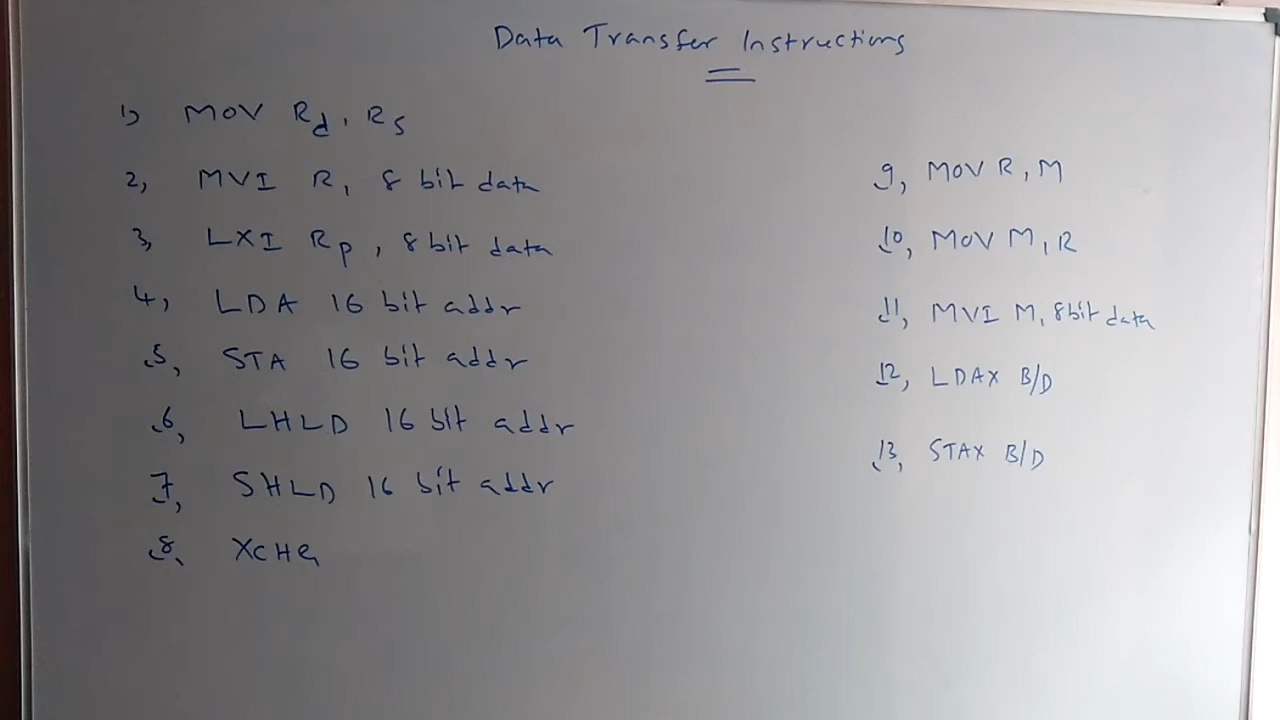 Data Transfer Instructions
1, MOV Rd, Rs
2, MVI R, 8 bit data
3, LXI Rp, 8 bit data
4, LDA 16 bit addr
5, STA 16 bit addr
6, LHLD 16 bit addr
7, SHLD 16 bit addr
8, XCHG
9, MOV R, M
10, MOV M, R
11, MVI M, 8bit data
12, LDAX B/D
13, STAX B/D